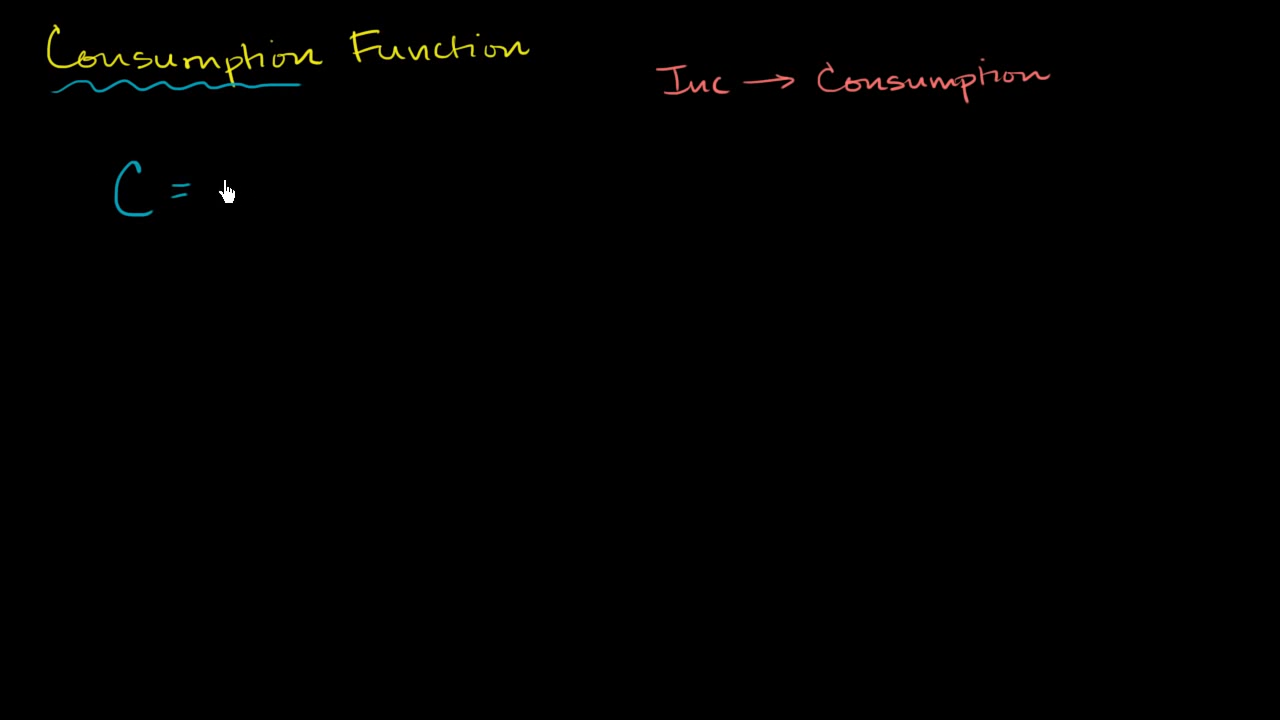 Consumption Function
Inc → Consumption
C =